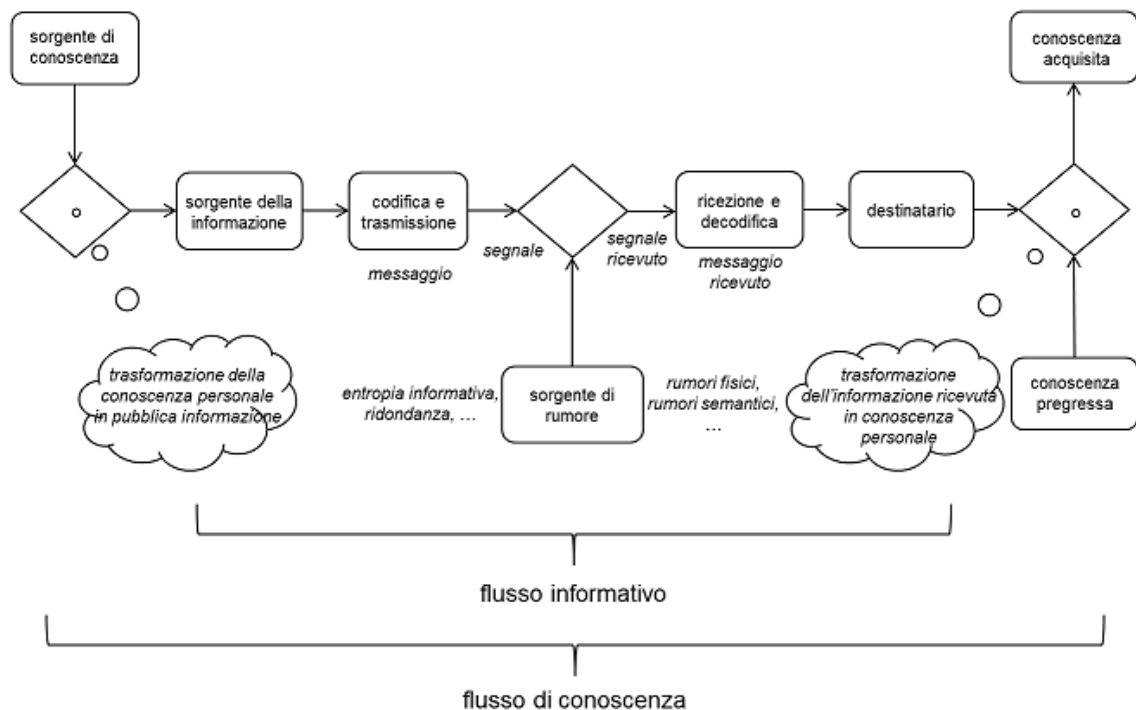 sorgente di
conoscenza
conoscenza
acquisita
sorgente della
informazione
codifica e
trasmissione
segnale
messaggio
segnale
ricevuto
ricezione e
decodifica
messaggio
ricevuto
destinatario
trasformazione della
conoscenza personale
in pubblica informazione
entropia informativa,
ridondanza, ...
sorgente di
rumore
rumori fisici,
rumori semantici,
...
trasformazione
dell'informazione ricevuta
in conoscenza
personale
conoscenza
pregressa
flusso informativo
flusso di conoscenza